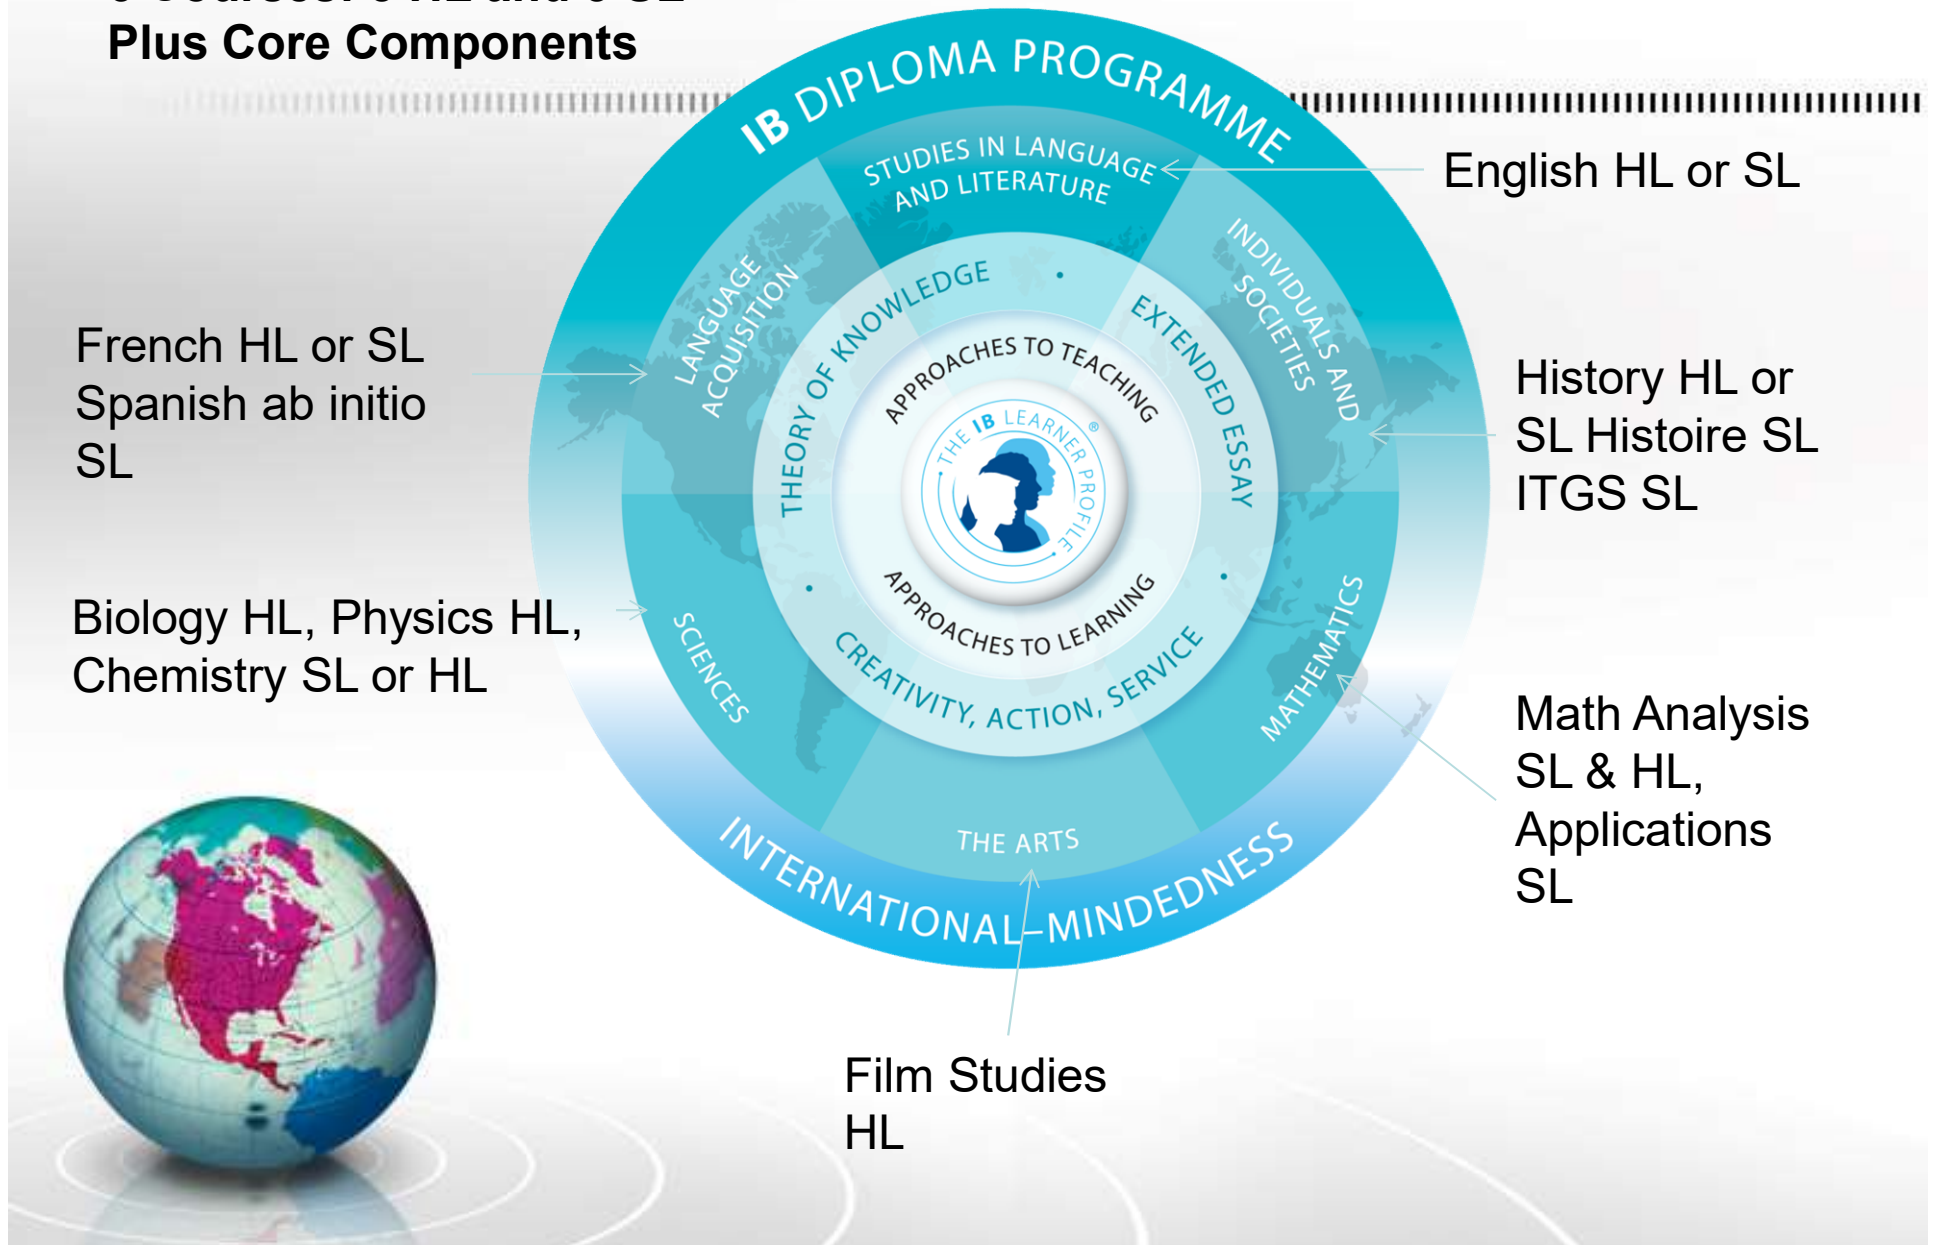 Plus Core Components
IB DIPLOMA PROGRAMME
STUDIES IN LANGUAGE
AND LITERATURE
English HL or SL
LANGUAGE
ACQUISITION
INDIVIDUALS AND
SOCIETIES
French HL or SL
Spanish ab initio
SL
THEORY OF KNOWLEDGE
EXTENDED ESSAY
CREATIVITY, ACTION, SERVICE
APPROACHES TO TEACHING
THE IB LEARNER PROFILE ®
APPROACHES TO LEARNING
History HL or
SL Histoire SL
ITGS SL
Biology HL, Physics HL,
Chemistry SL or HL
SCIENCES
MATHEMATICS
Math Analysis
SL & HL,
Applications
SL
THE ARTS
INTERNATIONAL–MINDEDNESS
Film Studies
HL